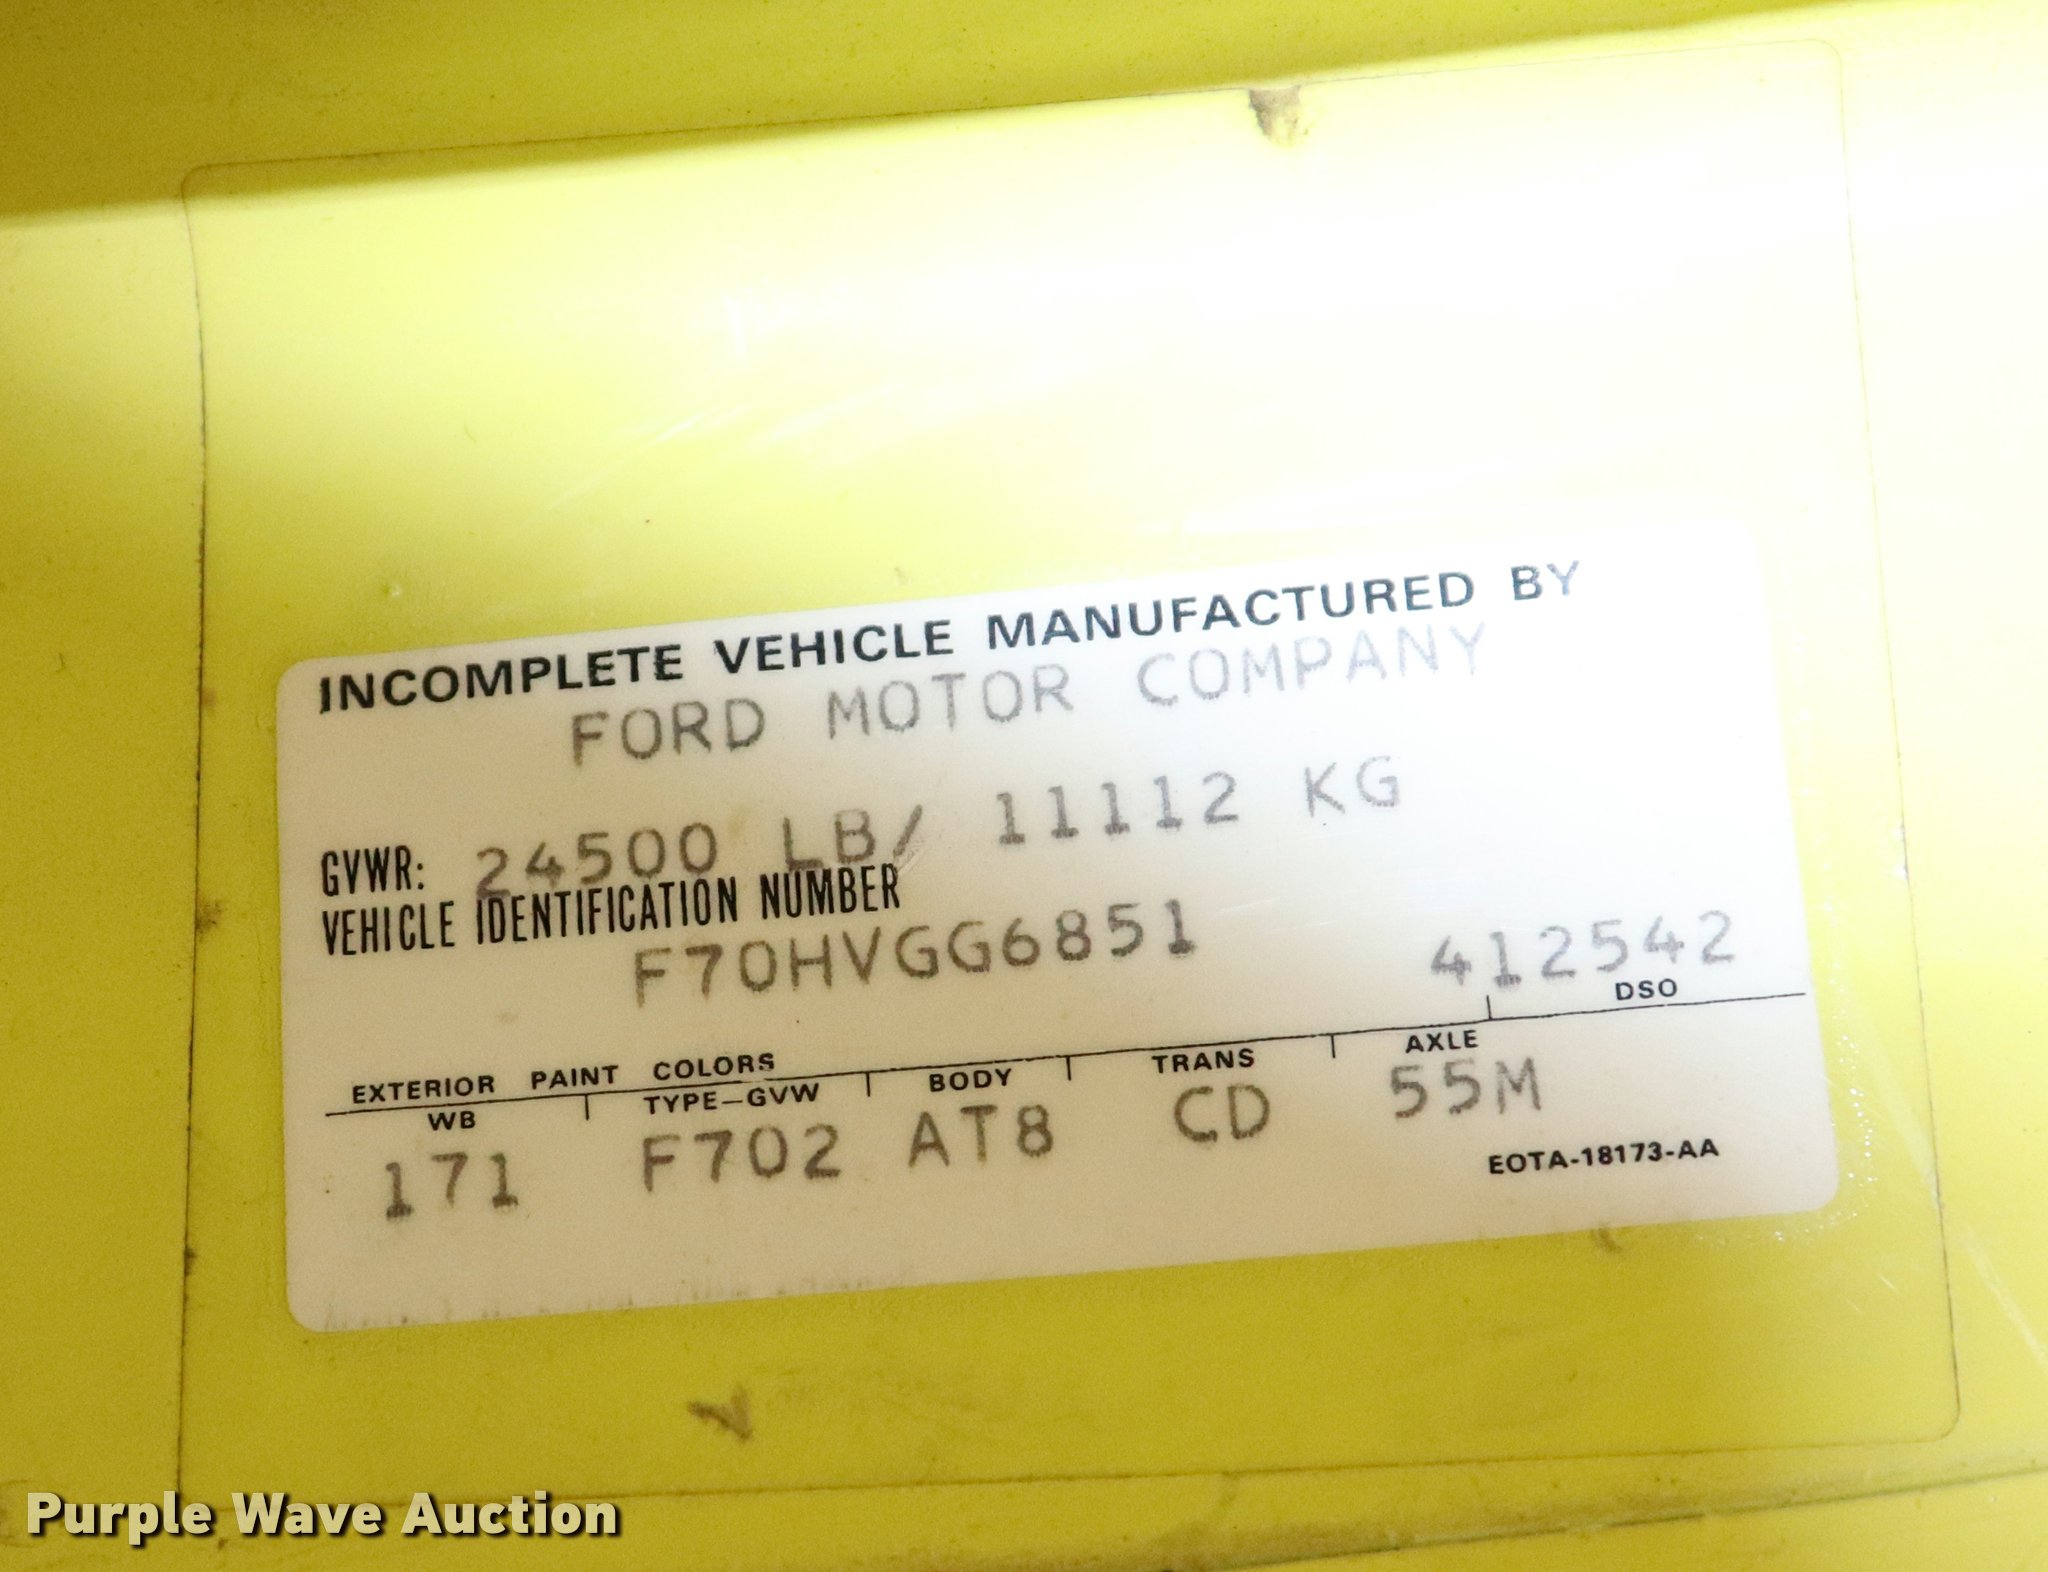 INCOMPLETE VEHICLE MANUFACTURED BY
FORD MOTOR COMPANY
GVWR: 24500 LB/ 11112 KG
VEHICLE IDENTIFICATION NUMBER
F70HVGG6851 412542
EXTERIOR PAINT COLORS DSO
WB TYPE-GVW BODY TRANS AXLE
171 F702 AT8 CD 55M
EOTA-18173-AA
Purple Wave Auction